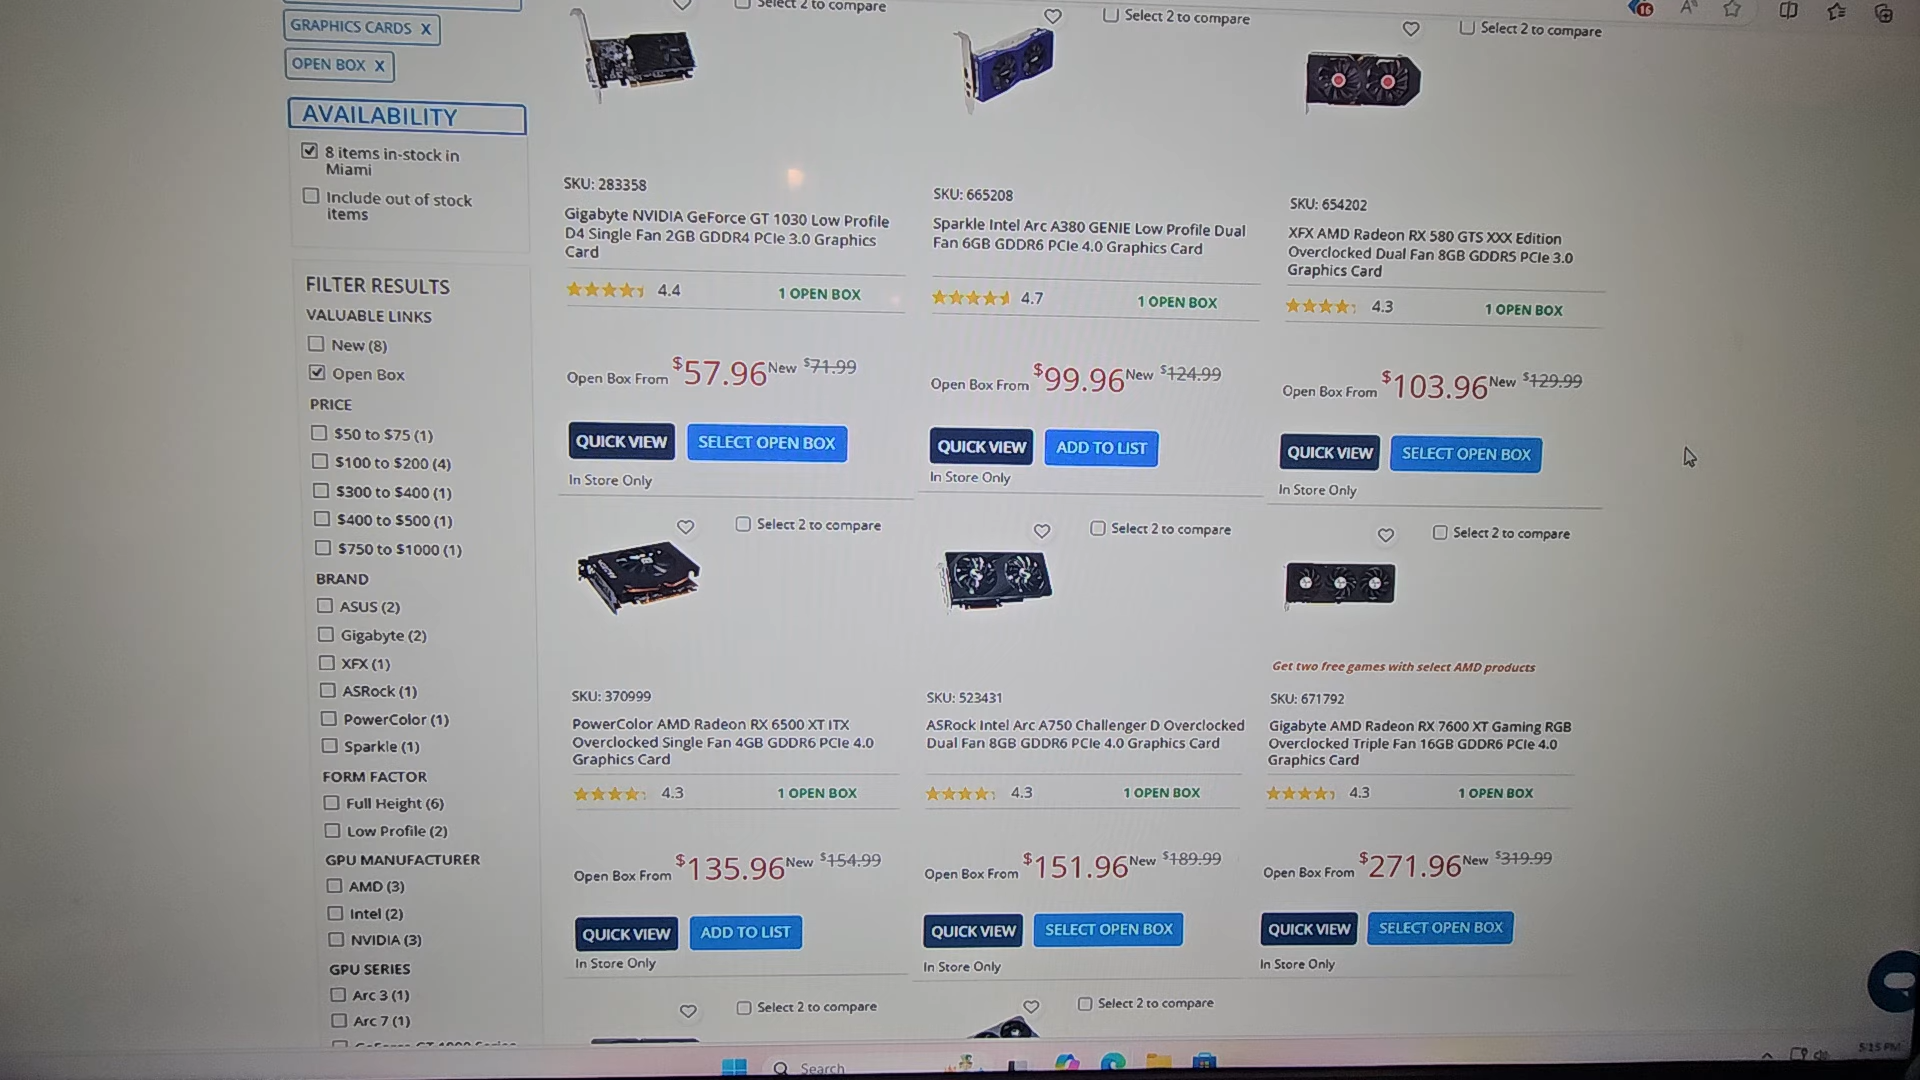 GRAPHICS CARDS X
OPEN BOX X
AVAILABILITY
8 items in-stock in
Miami
Include out of stock
items
FILTER RESULTS
VALUABLE LINKS
New (8)
Open Box
PRICE
$50 to $75 (1)
$100 to $200 (4)
$300 to $400 (1)
$400 to $500 (1)
$750 to $1000 (1)
BRAND
ASUS (2)
Gigabyte (2)
XFX (1)
ASRock (1)
PowerColor (1)
Sparkle (1)
FORM FACTOR
Full Height (6)
Low Profile (2)
GPU MANUFACTURER
AMD (3)
Intel (2)
NVIDIA (3)
GPU SERIES
Arc 3 (1)
Arc 7 (1)
Select 2 to compare
SKU: 283358
Gigabyte NVIDIA GeForce GT 1030 Low Profile
D4 Single Fan 2GB GDDR4 PCIe 3.0 Graphics
Card
4.4 1 OPEN BOX
Open Box From $57.96 New $71.99
QUICK VIEW SELECT OPEN BOX
In Store Only
Select 2 to compare
SKU: 665208
Sparkle Intel Arc A380 GENIE Low Profile Dual
Fan 6GB GDDR6 PCIe 4.0 Graphics Card
4.7 1 OPEN BOX
Open Box From $99.96 New $124.99
QUICK VIEW ADD TO LIST
In Store Only
Select 2 to compare
SKU: 654202
XFX AMD Radeon RX 580 GTS XXX Edition
Overclocked Dual Fan 8GB GDDR5 PCIe 3.0
Graphics Card
4.3 1 OPEN BOX
Open Box From $103.96 New $129.99
QUICK VIEW SELECT OPEN BOX
In Store Only
Select 2 to compare
SKU: 370999
PowerColor AMD Radeon RX 6500 XT ITX
Overclocked Single Fan 4GB GDDR6 PCIe 4.0
Graphics Card
4.3 1 OPEN BOX
Open Box From $135.96 New $154.99
QUICK VIEW ADD TO LIST
In Store Only
Select 2 to compare
SKU: 523431
ASRock Intel Arc A750 Challenger D Overclocked
Dual Fan 8GB GDDR6 PCIe 4.0 Graphics Card
4.3 1 OPEN BOX
Open Box From $151.96 New $189.99
QUICK VIEW SELECT OPEN BOX
In Store Only
Select 2 to compare
Get two free games with select AMD products
SKU: 671792
Gigabyte AMD Radeon RX 7600 XT Gaming RGB
Overclocked Triple Fan 16GB GDDR6 PCIe 4.0
Graphics Card
4.3 1 OPEN BOX
Open Box From $271.96 New $319.99
QUICK VIEW SELECT OPEN BOX
In Store Only
Select 2 to compare
Select 2 to compare
16
Search
5:15 PM